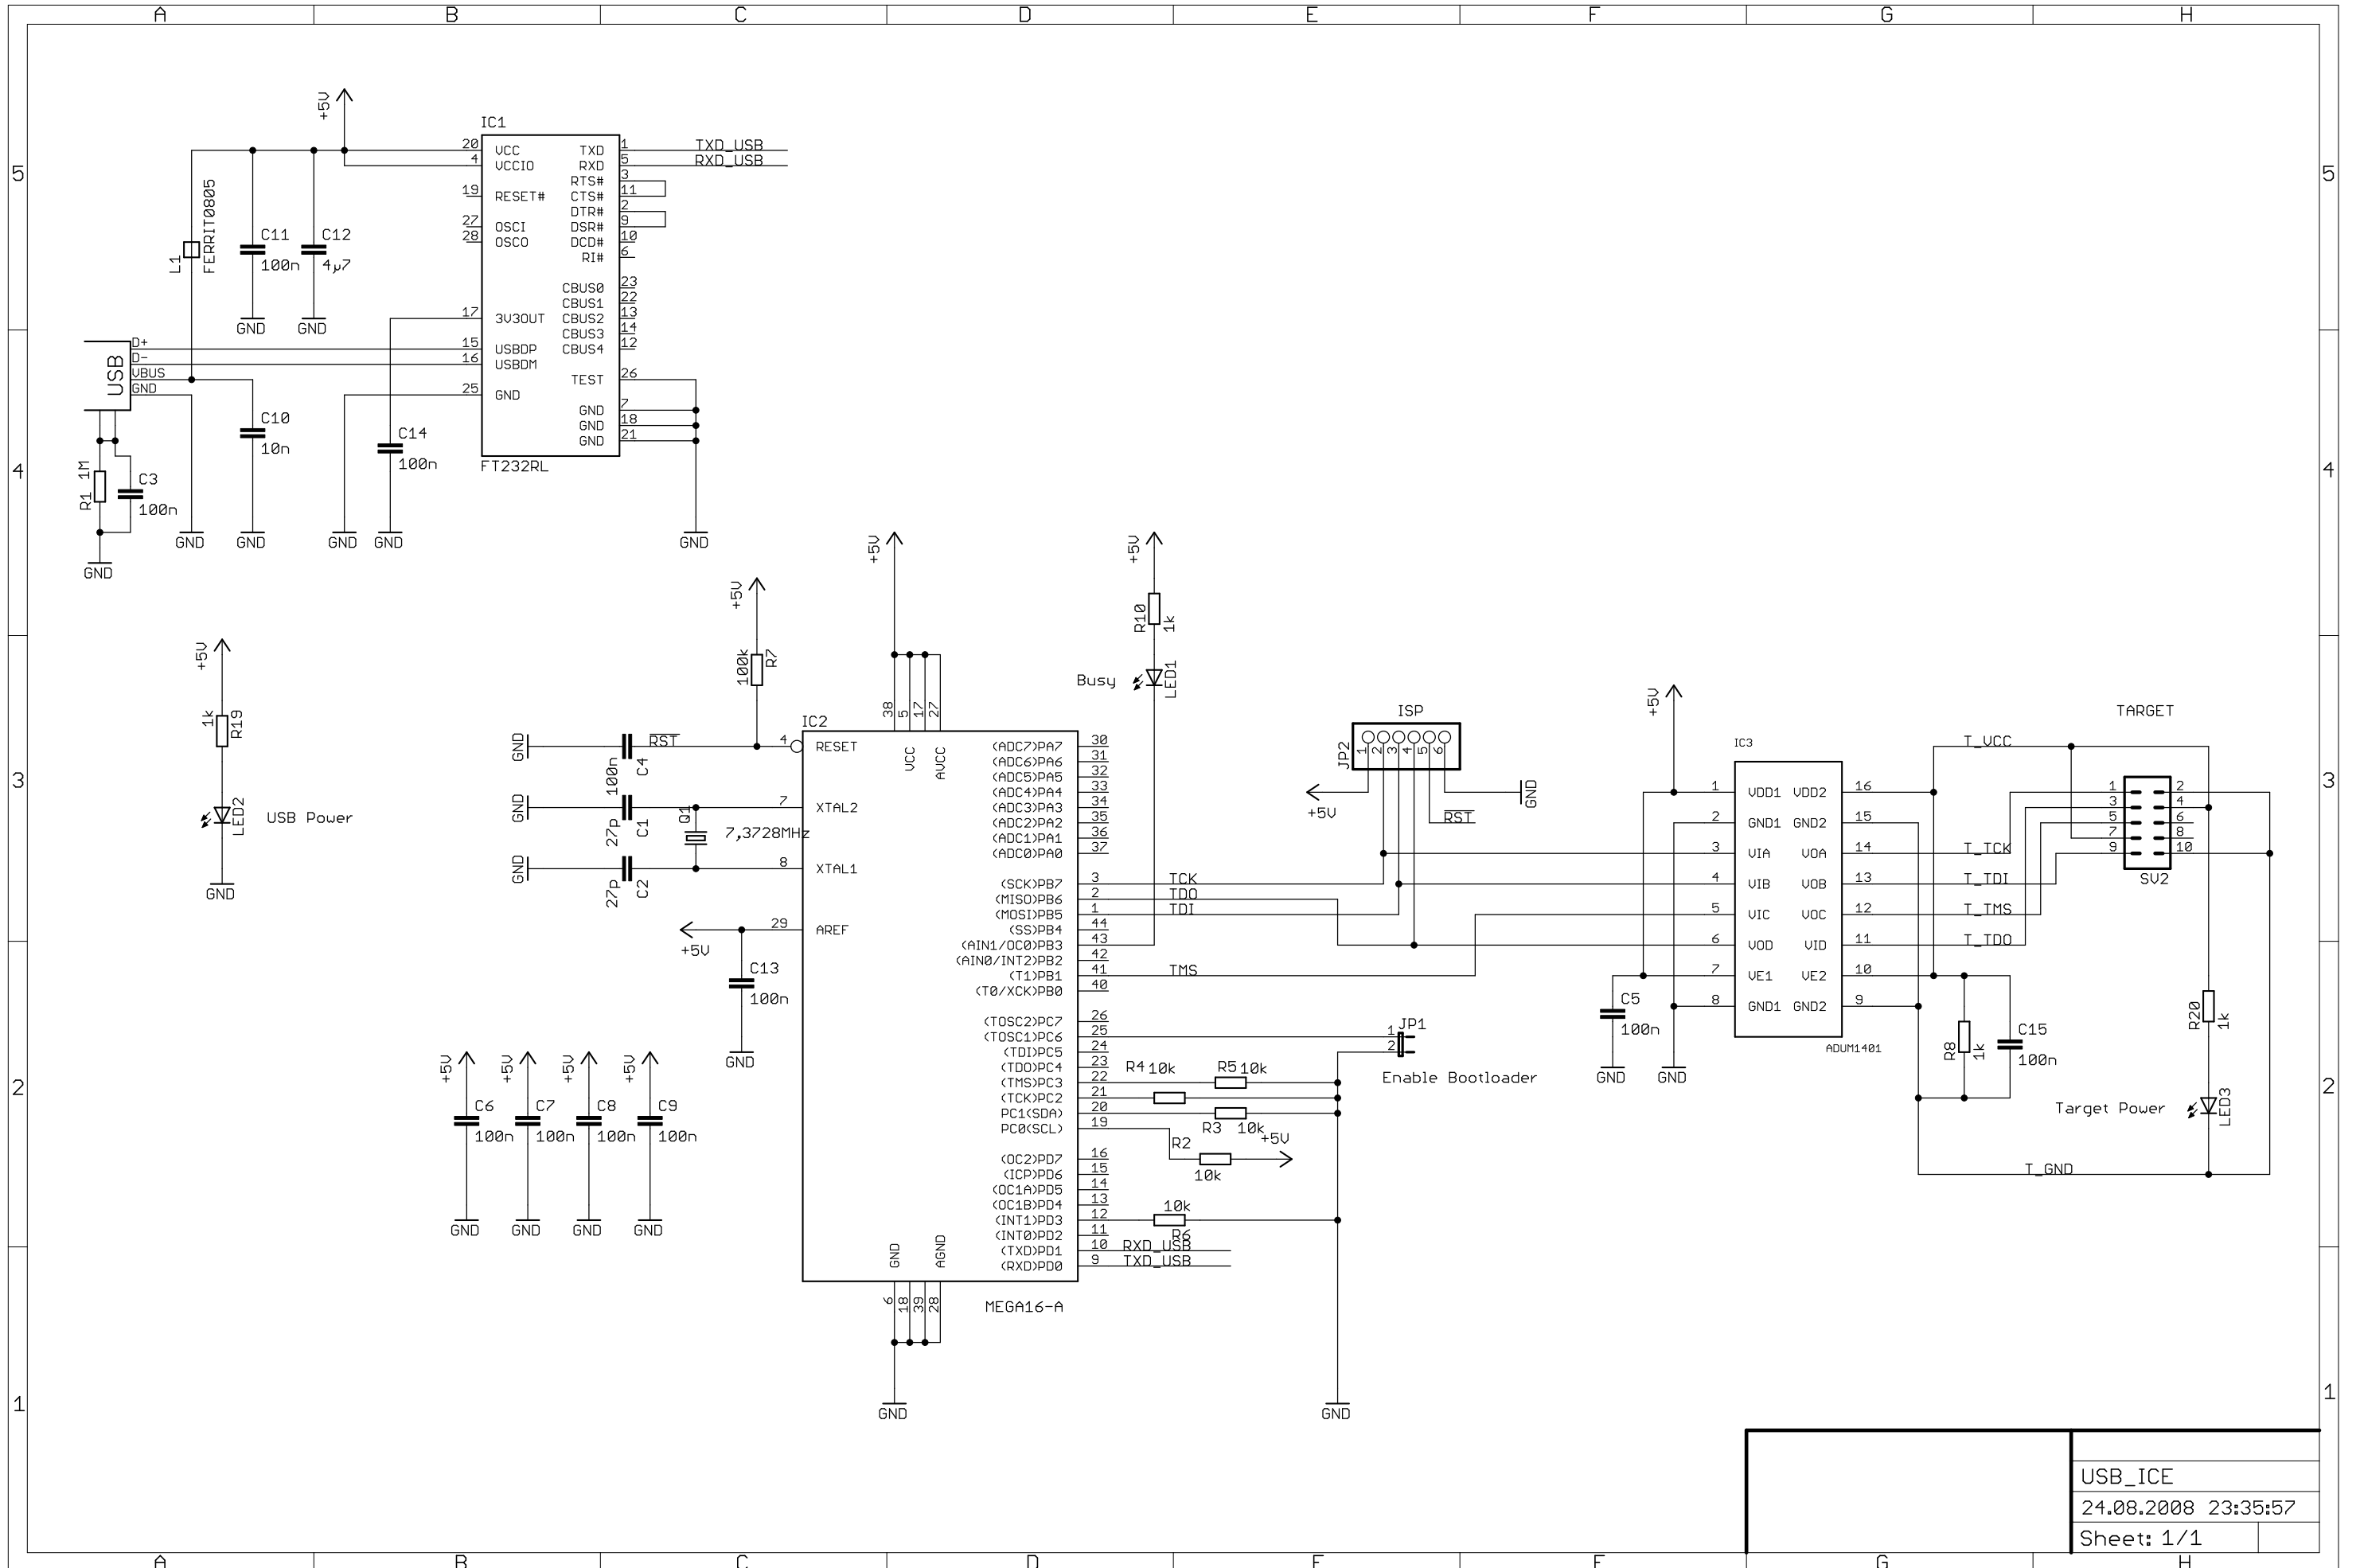 A B C D E F G H
5 5
4 4
3 3
2 2
1 1
A B C D E F G H
+5V
L1
FERRIT0805
C11
100n
GND
C12
4µ7
GND
USB
D+
D-
VBUS
GND
R1 1M
C3
100n
GND
GND
C10
10n
GND
GND
C14
100n
GND
IC1
20 VCC TXD 1 TXD_USB
4 VCCIO RXD 5 RXD_USB
RTS# 3
19 RESET# CTS# 11
DTR# 2
27 OSCI DSR# 9
28 OSCO DCD# 10
RI# 6
CBUS0 23
CBUS1 22
17 3V3OUT CBUS2 13
CBUS3 14
15 USBDP CBUS4 12
16 USBDM
TEST 26
25 GND
GND 7
GND 18
GND 21
FT232RL
GND
+5V
1k
R19
LED2
USB Power
GND
+5V
100k
R7
GND
100n
C4
RST
GND
27p
C1
Q1
7,3728MHz
GND
27p
C2
+5V
C13
100n
GND
+5V
C6
100n
GND
+5V
C7
100n
GND
+5V
C8
100n
GND
+5V
C9
100n
GND
+5V
IC2
38 5 17 27
VCC AVCC
4 RESET
7 XTAL2
8 XTAL1
29 AREF
(ADC7)PA7 30
(ADC6)PA6 31
(ADC5)PA5 32
(ADC4)PA4 33
(ADC3)PA3 34
(ADC2)PA2 35
(ADC1)PA1 36
(ADC0)PA0 37
(SCK)PB7 3 TCK
(MISO)PB6 2 TDO
(MOSI)PB5 1 TDI
(SS)PB4 44
(AIN1/OC0)PB3 43
(AIN0/INT2)PB2 42
(T1)PB1 41 TMS
(T0/XCK)PB0 40
(TOSC2)PC7 26
(TOSC1)PC6 25
(TDI)PC5 24
(TDO)PC4 23
(TMS)PC3 22
(TCK)PC2 21
PC1(SDA) 20
PC0(SCL) 19
(OC2)PD7 16
(ICP)PD6 15
(OC1A)PD5 14
(OC1B)PD4 13
(INT1)PD3 12
(INT0)PD2 11
(TXD)PD1 10 RXD_USB
(RXD)PD0 9 TXD_USB
GND AGND
6 18 39 28
MEGA16-A
GND
+5V
R10
1k
Busy
LED1
ISP
JP2
1 2 3 4 5 6
+5V
RST
GND
1 JP1
2
Enable Bootloader
R4 10k
R5 10k
R3 10k
R2
10k
+5V
10k
R6
GND
+5V
IC3
1 VDD1 VDD2 16
2 GND1 GND2 15
3 VIA VOA 14 T_TCK
4 VIB VOB 13 T_TDI
5 VIC VOC 12 T_TMS
6 VOD VID 11 T_TDO
7 VE1 VE2 10
8 GND1 GND2 9
ADUM1401
C5
100n
GND
GND
R8
1k
C15
100n
T_VCC
TARGET
1 2
3 4
5 6
7 8
9 10
SV2
R20
1k
Target Power
LED3
T_GND
USB_ICE
24.08.2008 23:35:57
Sheet: 1/1